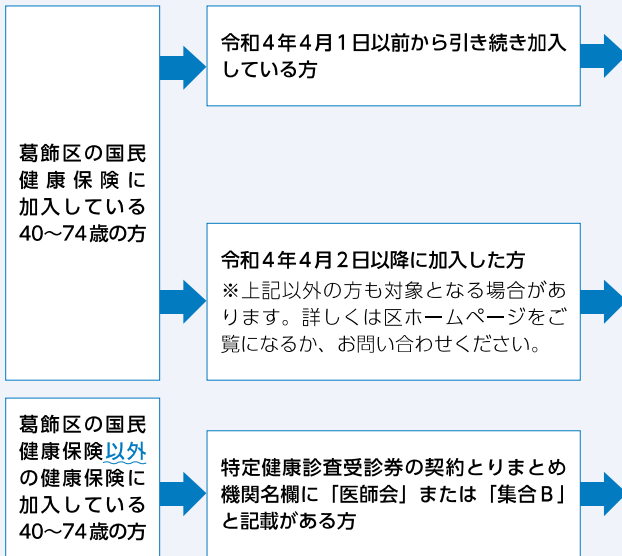 葛飾区の国民
健康保険に
加入している
40〜74歳の方
令和4年4月1日以前から引き続き加入
している方
令和4年4月2日以降に加入した方
※上記以外の方も対象となる場合があ
ります。詳しくは区ホームページをご
覧になるか、お問い合わせください。
葛飾区の国民
健康保険以外
の健康保険に
加入している
40〜74歳の方
特定健康診査受診券の契約とりまとめ
機関名欄に「医師会」または「集合B」
と記載がある方